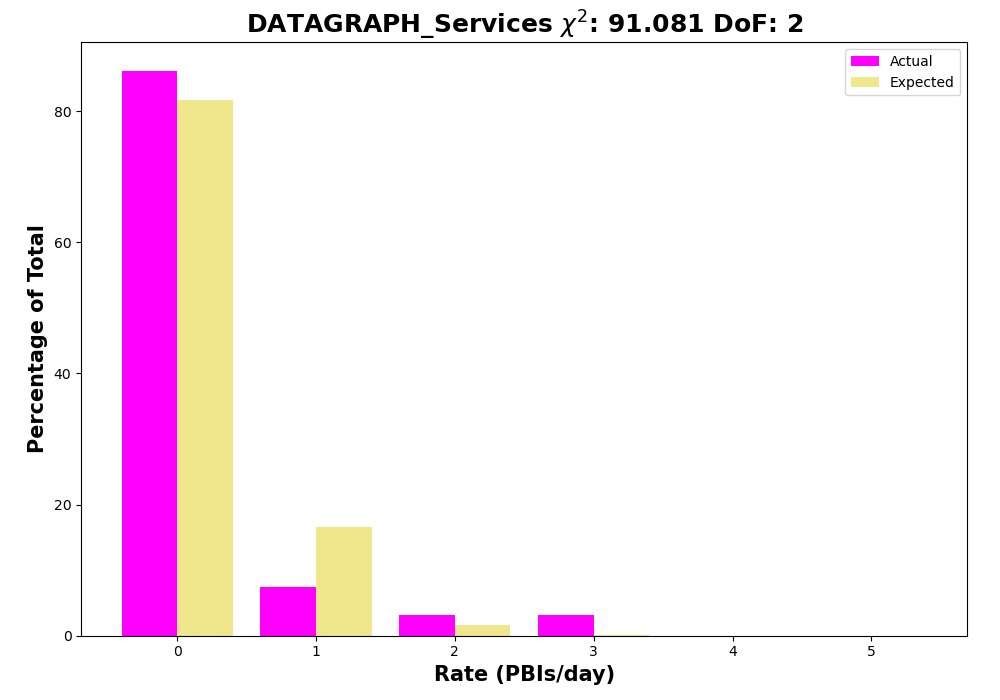 DATAGRAPH_Services χ²: 91.081 DoF: 2
Actual
Expected
Percentage of Total
80
60
40
20
0
0 1 2 3 4 5
Rate (PBIs/day)